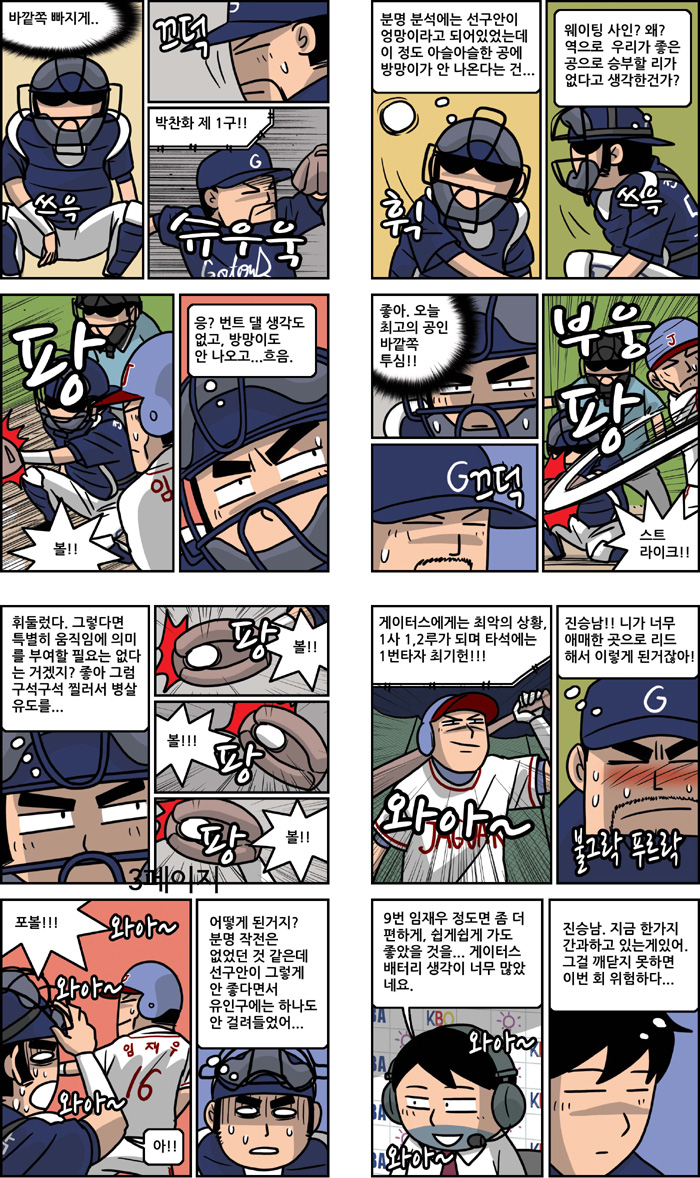 바깥쪽 빠지게..
쓰윽
끄덕
박찬화 제 1구!!
G
슈우욱
Gators
분명 분석에는 선구안이
엉망이라고 되어있었는데
이 정도 아슬아슬한 공에
방망이가 안 나온다는 건...
휙
웨이팅 사인? 왜?
역으로 우리가 좋은
공으로 승부할 리가
없다고 생각한건가?
쓰윽
팡
J
임
볼!!
응? 번트 댈 생각도
없고, 방망이도
안 나오고...흐음.
좋아. 오늘
최고의 공인
바깥쪽
투심!!
G
끄덕
부웅
J
팡
스트
라이크!!
휘둘렀다. 그렇다면
특별히 움직임에 의미
를 부여할 필요는 없다
는 거겠지? 좋아 그럼
구석구석 찔러서 병살
유도를...
팡
볼!!
볼!!!
팡
볼!!
팡
게이터스에게는 최악의 상황,
1사 1,2루가 되며 타석에는
1번타자 최기헌!!!
와아~
JAGUAR
진승남!! 니가 너무
애매한 곳으로 리드
해서 이렇게 된거잖아!
G
불그락 푸르락
3페이지
포볼!!!
와아~
와아~
임재우
16
와아~
아!!
어떻게 된거지?
분명 작전은
없었던 것 같은데
선구안이 그렇게
안 좋다면서
유인구에는 하나도
안 걸려들었어...
9번 임재우 정도면 좀 더
편하게, 쉽게쉽게 가도
좋았을 것을... 게이터스
배터리 생각이 너무 많았
네요.
KBO
와아~
와아~
진승남. 지금 한가지
간과하고 있는게있어.
그걸 깨닫지 못하면
이번 회 위험하다...